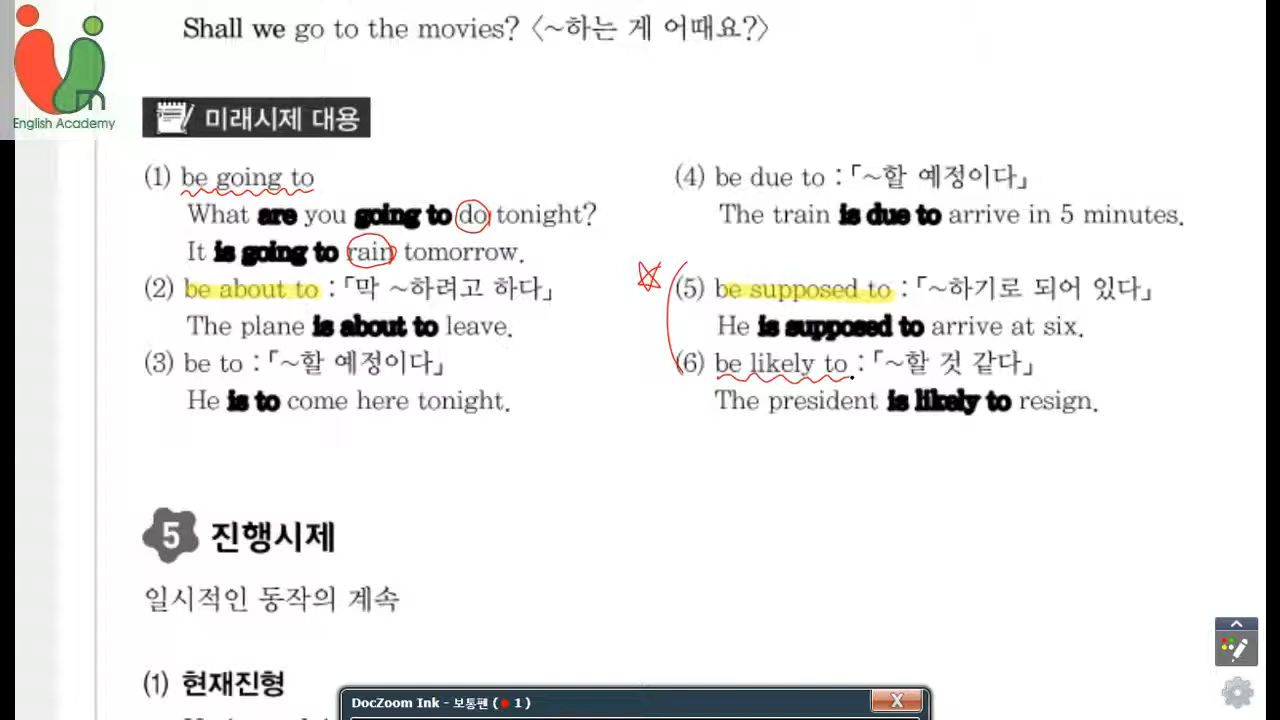 Shall we go to the movies? 〈~하는 게 어때요?〉
English Academy
미래시제 대용
(1) be going to
What are you going to do tonight?
It is going to rain tomorrow.
(2) be about to : 「막 ~하려고 하다」
The plane is about to leave.
(3) be to : 「~할 예정이다」
He is to come here tonight.
(4) be due to : 「~할 예정이다」
The train is due to arrive in 5 minutes.
(5) be supposed to : 「~하기로 되어 있다」
He is supposed to arrive at six.
(6) be likely to : 「~할 것 같다」
The president is likely to resign.
5 진행시제
일시적인 동작의 계속
(1) 현재진형
DocZoom Ink - 보통펜 ( 1 )
X